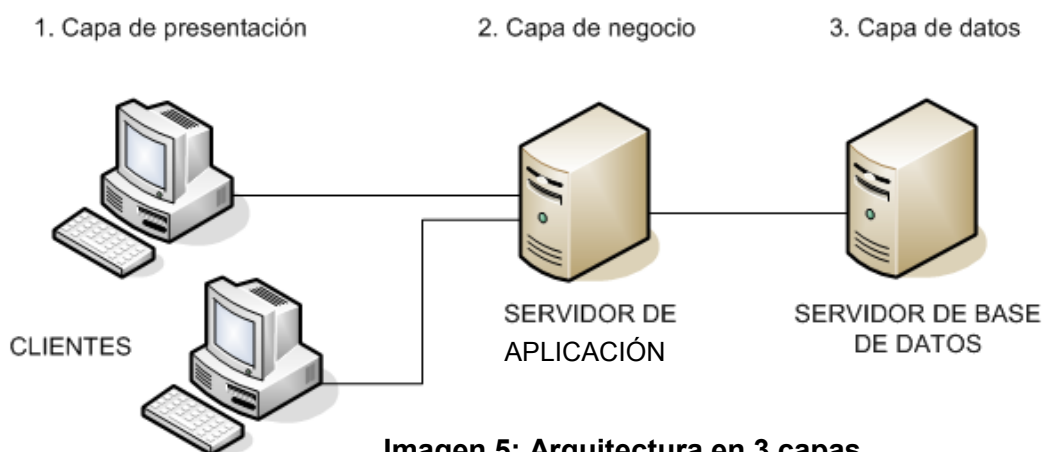 1. Capa de presentación
2. Capa de negocio
3. Capa de datos
CLIENTES
SERVIDOR DE
APLICACIÓN
SERVIDOR DE BASE
DE DATOS
Imagen 5: Arquitectura en 3 capas